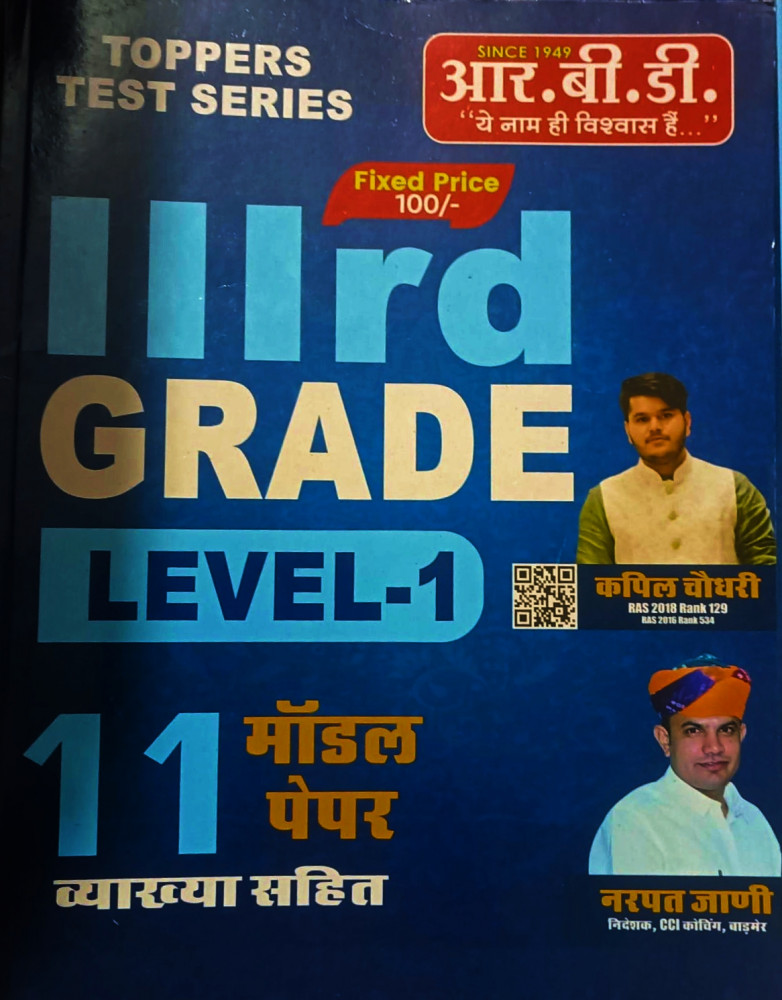 TOPPERS
TEST SERIES
SINCE 1949
आर.बी.डी.
“ये नाम ही विश्वास हैं...”
Fixed Price
100/-
IIIrd
GRADE
LEVEL-1
कपिल चौधरी
RAS 2018 Rank 129
RAS 2016 Rank 534
11 मॉडल
पेपर
व्याख्या सहित
नरपत जाणी
निदेशक, CCI कोचिंग, बाड़मेर